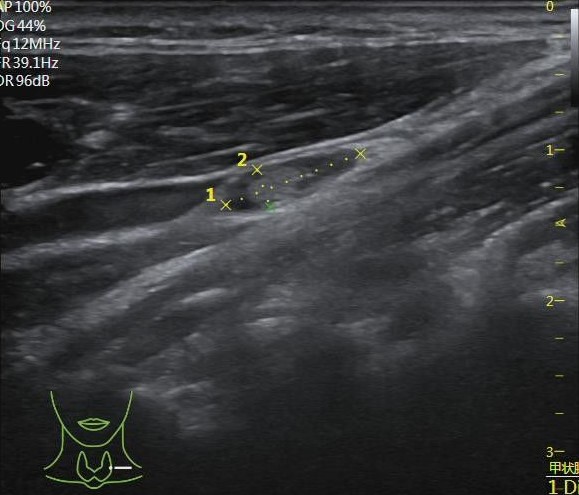 AP 100%
DG 44%
Fq 12MHz
FR 39.1Hz
DR 96dB
0
2
1
1
A
2
3
甲状腺
1 D